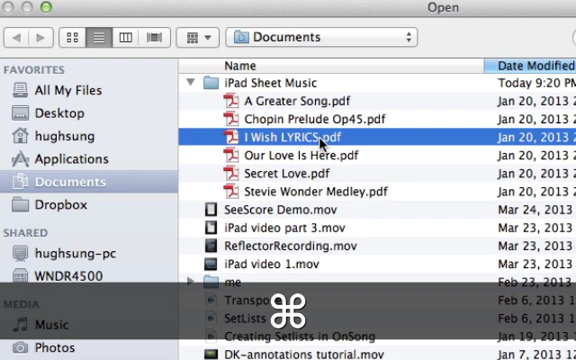 Open
Documents
Name
Date Modified
FAVORITES
All My Files
Desktop
hughsung
Applications
Documents
Dropbox
SHARED
hughsung-pc
WNDR4500
MEDIA
Music
Photos
iPad Sheet Music Today 9:20 PM
A Greater Song.pdf Jan 20, 2013
Chopin Prelude Op45.pdf Jan 20, 2013
I Wish LYRICS.pdf Jan 20, 2013
Our Love Is Here.pdf Jan 20, 2013
Secret Love.pdf Jan 20, 2013
Stevie Wonder Medley.pdf Jan 20, 2013
SeeScore Demo.mov Mar 24, 2013
iPad video part 3.mov Mar 3, 2013
ReflectorRecording.mov Mar 3, 2013
iPad video 1.mov Feb 23, 2013
me Feb 23, 2013
Feb 6, 2013
SetLists Feb 6, 2013
Creating Setlists in OnSong Jan 19, 2013
DK-annotations tutorial.mov Jan 7, 2013
⌘